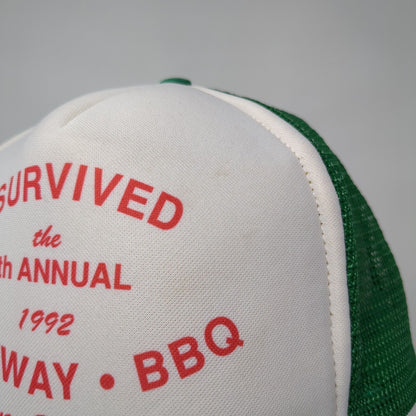 SURVIVED
the
th ANNUAL
1992
WAY • BBQ